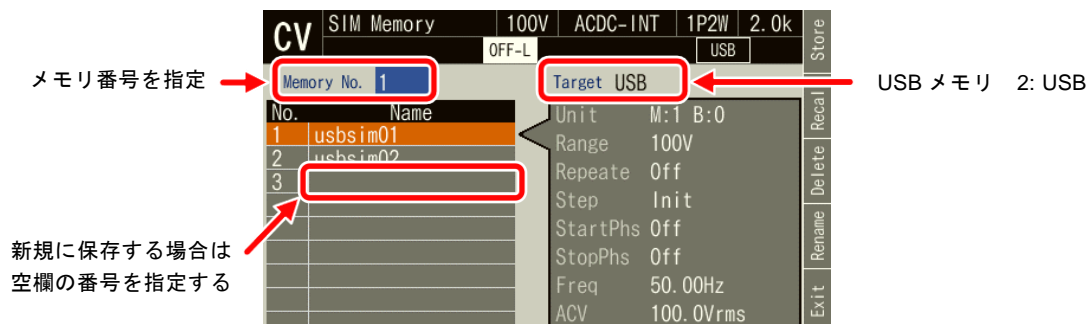 CV SIM Memory 100V ACDC-INT 1P2W 2.0k
OFF-L USB
メモリ番号を指定
Memory No. 1
Target USB
USB メモリ 2: USB
No. Name
1 usbsim01
2 usbsim02
3
Unit M:1 B:0
Range 100V
Repeate Off
Step Init
StartPhs Off
StopPhs Off
Freq 50.00Hz
ACV 100.0Vrms
新規に保存する場合は
空欄の番号を指定する
Store
Recal
Delete
Rename
Exit